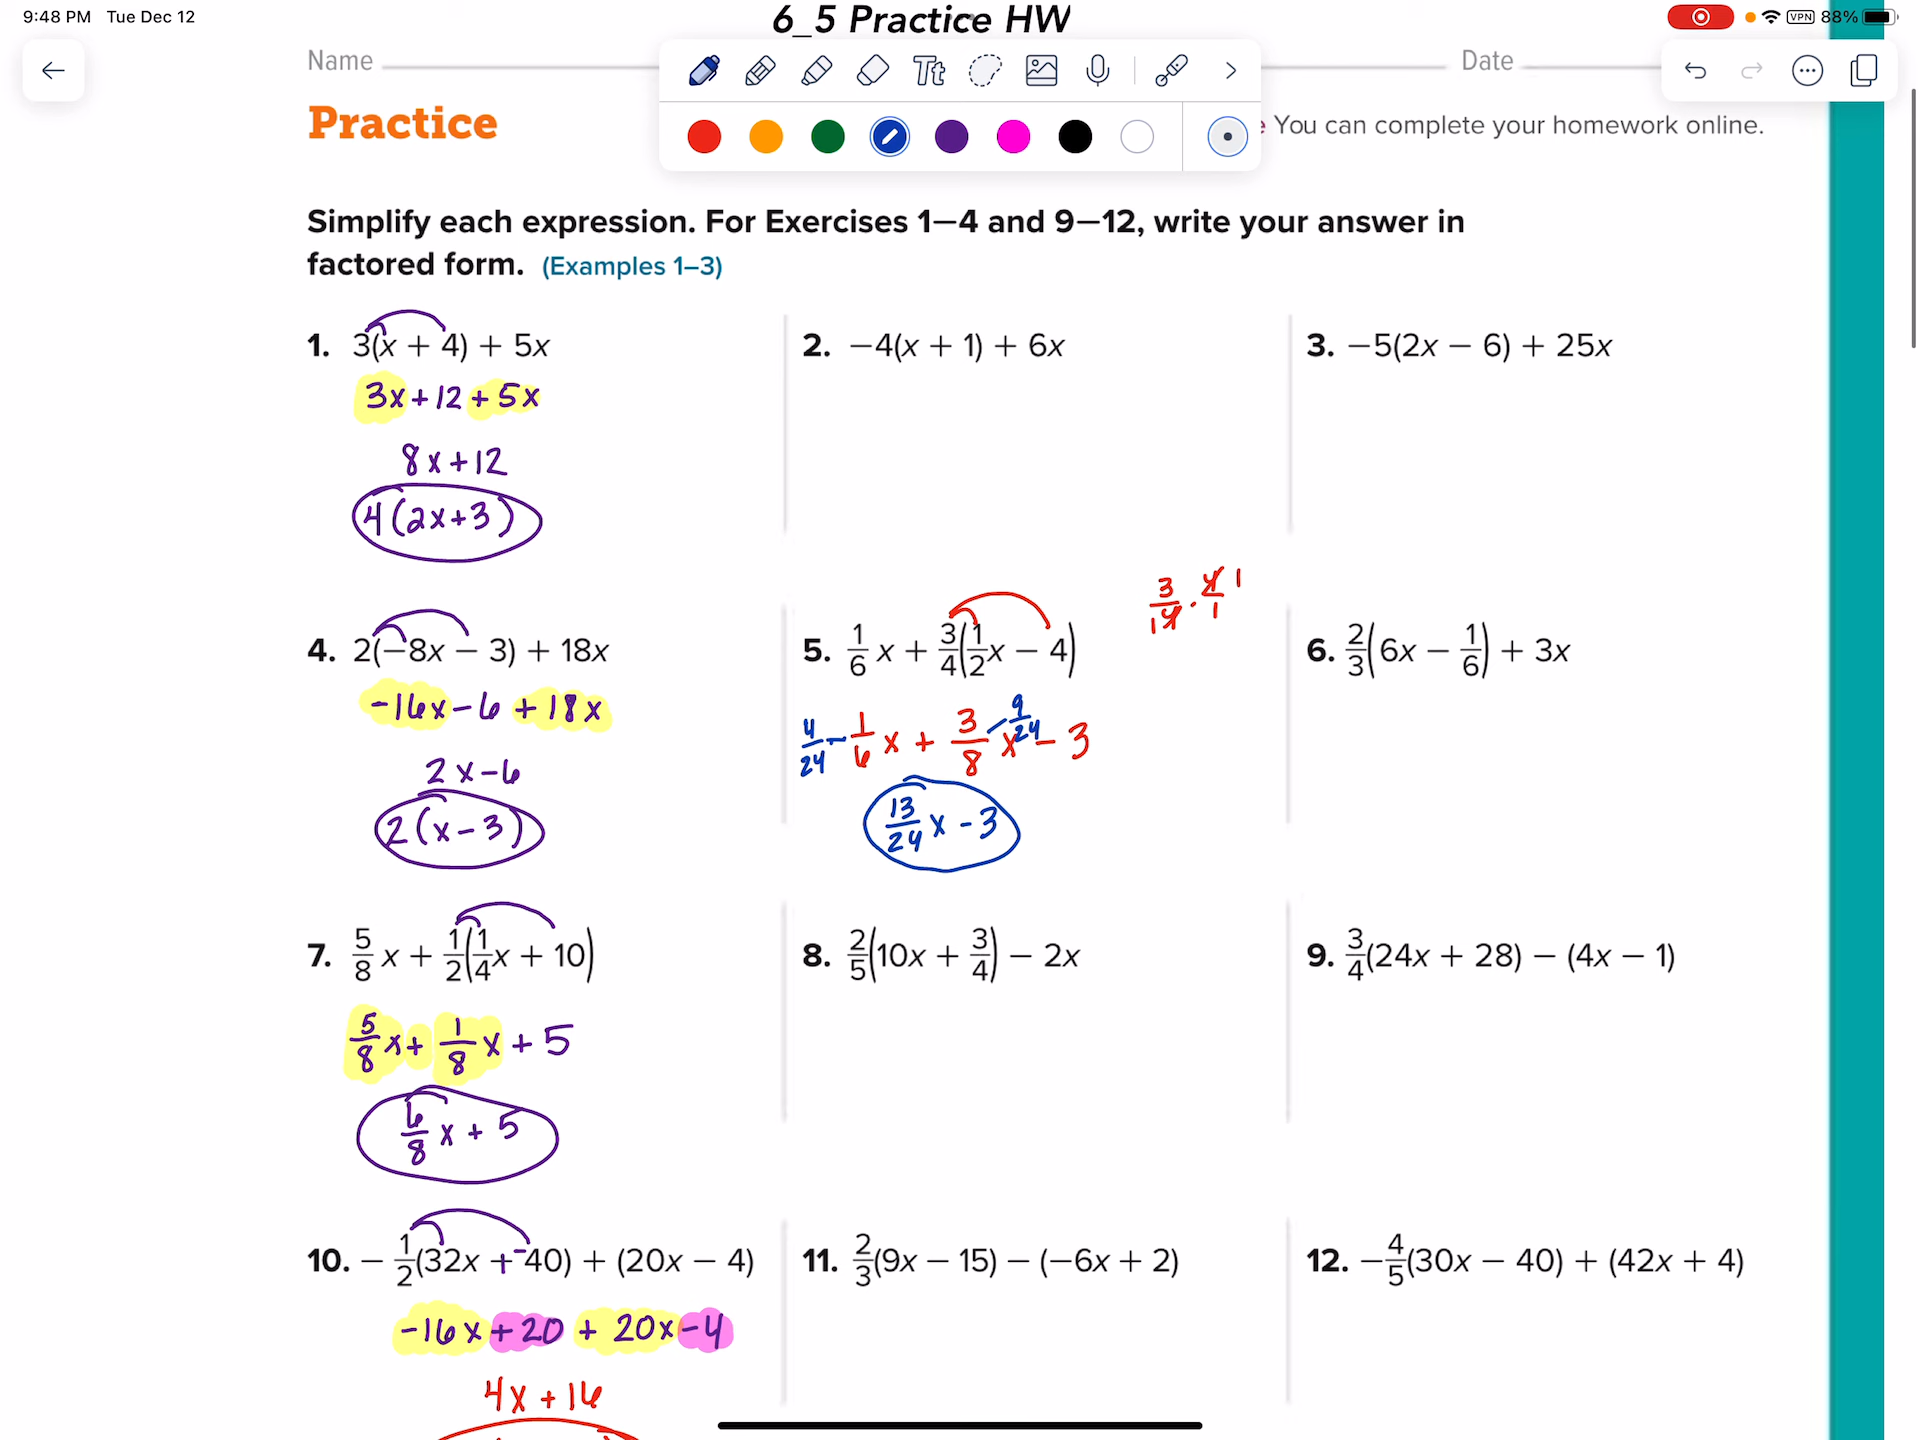 9:48 PM Tue Dec 12
6_5 Practice HW
VPN 88%
Name
Date
Tt
Practice
You can complete your homework online.
Simplify each expression. For Exercises 1–4 and 9–12, write your answer in
factored form. (Examples 1–3)
1. 3(x + 4) + 5x
3x + 12 + 5x
8x + 12
4(2x + 3)
2. −4(x + 1) + 6x
3. −5(2x − 6) + 25x
4. 2(−8x − 3) + 18x
-16x - 6 + 18x
2x - 6
2(x - 3)
5. 1/6 x + 3/4(1/2 x − 4)
3/4 1 · 4/1 1
4/24 - 1/6 x + 3/8 x - 9/24 - 3
13/24 x - 3
6. 2/3(6x − 1/6) + 3x
7. 5/8 x + 1/2(1/4 x + 10)
5/8 x + 1/8 x + 5
6/8 x + 5
8. 2/5(10x + 3/4) − 2x
9. 3/4(24x + 28) − (4x − 1)
10. −1/2(32x + -40) + (20x − 4)
-16x + 20 + 20x - 4
4x + 16
11. 2/3(9x − 15) − (−6x + 2)
12. −4/5(30x − 40) + (42x + 4)